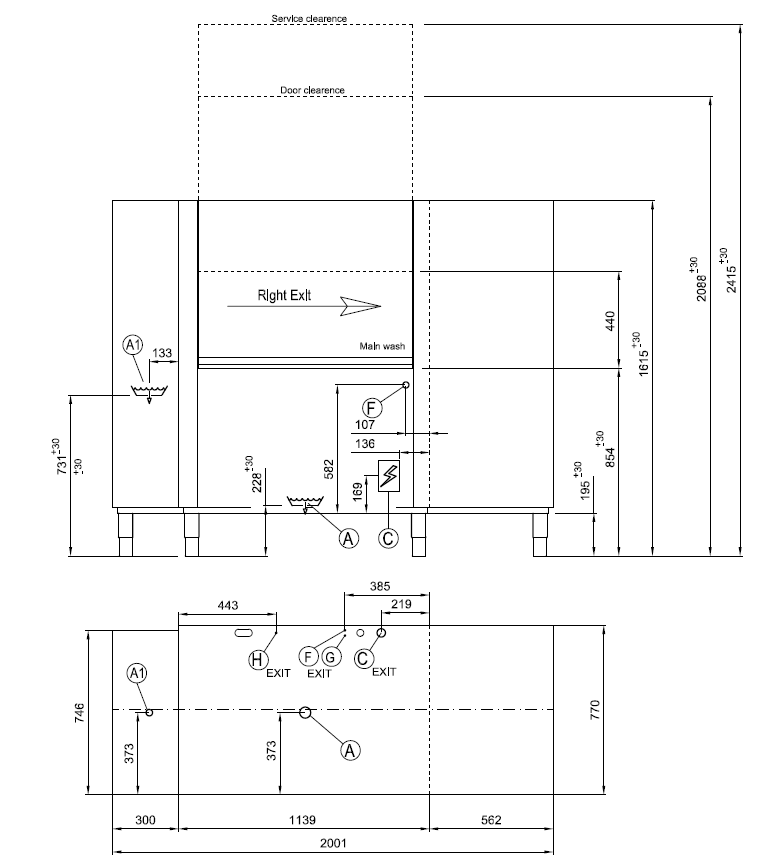 Service clearence
Door clearence
Right Exit
Main wash
A1
133
F
107
136
582
169
A
C
731 ±30
±30
228 ±30
195 ±30
854 ±30
440
1615 ±30
2088 ±30
2415 ±30
385
443
219
H
EXIT
F
G
EXIT
C
EXIT
A1
A
746
373
373
770
300
1139
562
2001